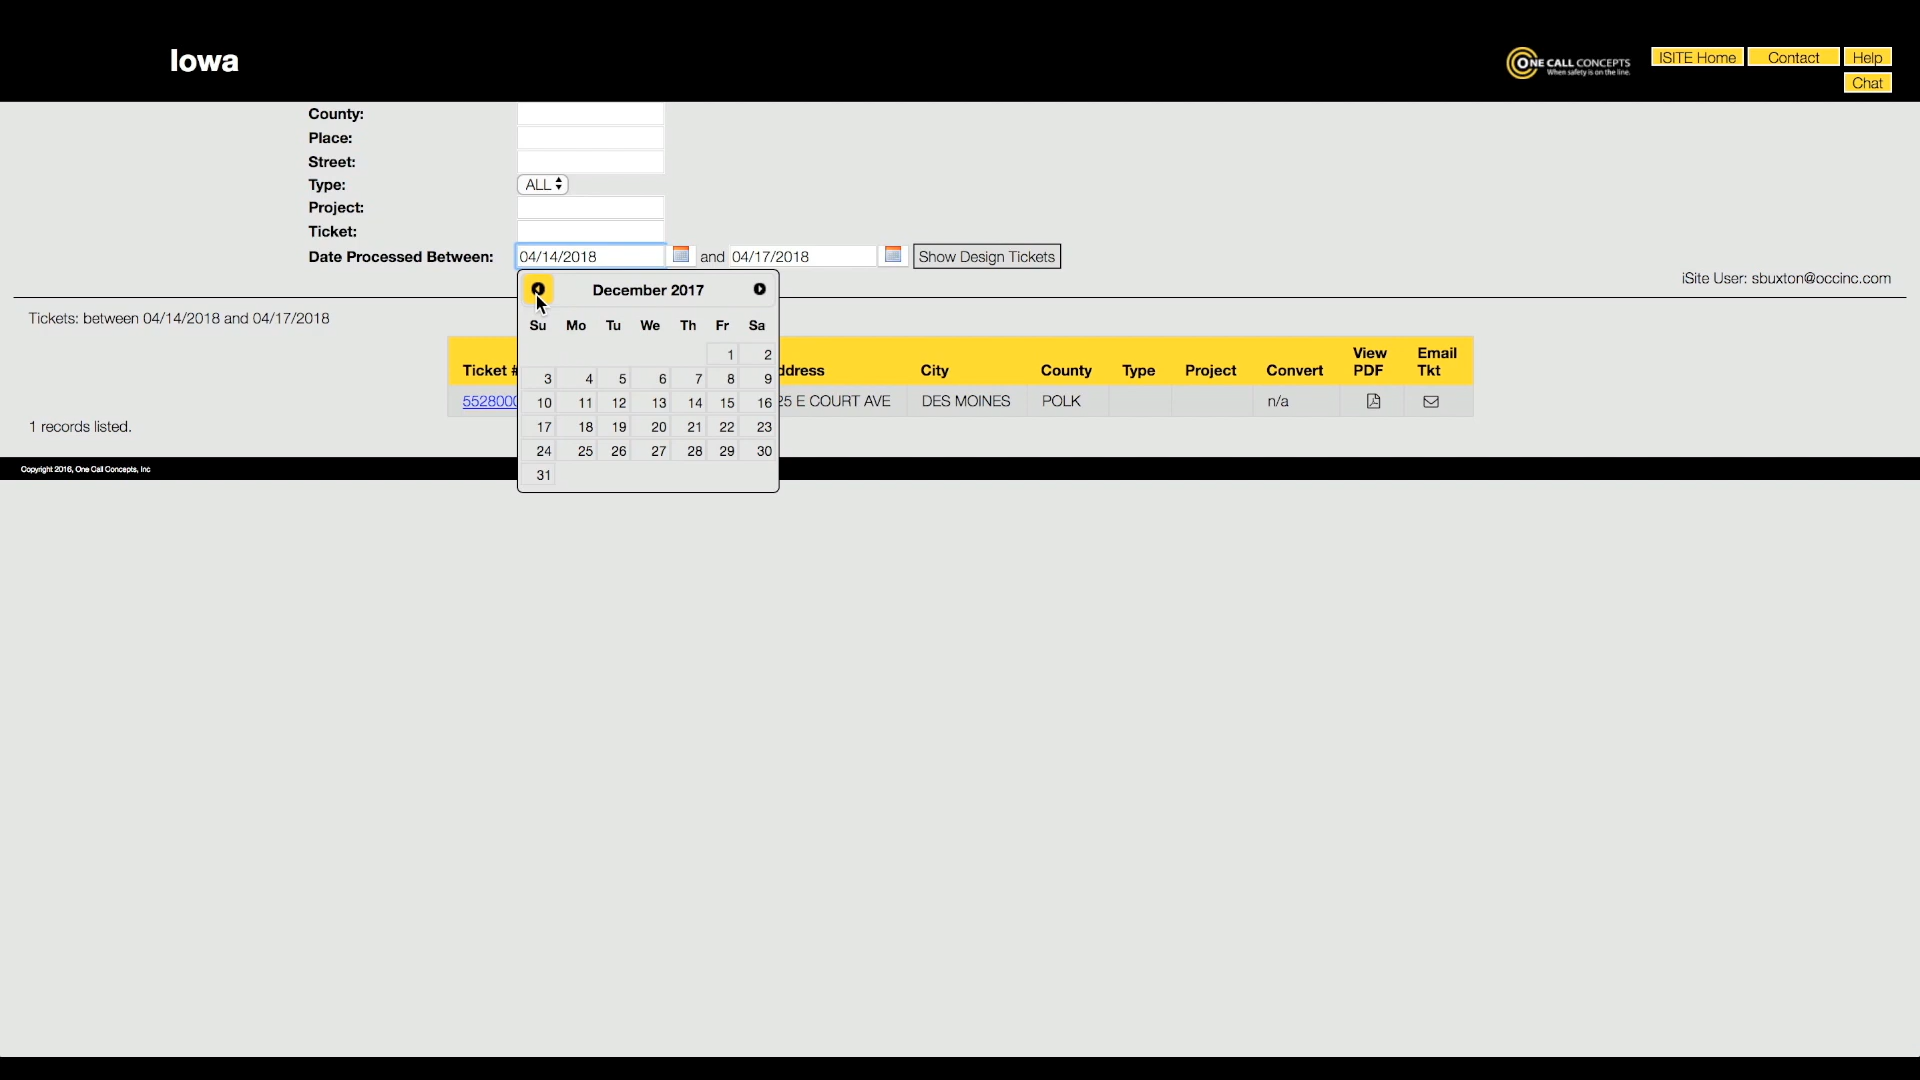 Iowa
ONE CALL CONCEPTS
When safety is on the line.
ISITE Home
Contact
Help
Chat
County:
Place:
Street:
Type: ALL
Project:
Ticket:
Date Processed Between: 04/14/2018 and 04/17/2018 Show Design Tickets
iSite User: sbuxton@occinc.com
Tickets: between 04/14/2018 and 04/17/2018
December 2017
Su Mo Tu We Th Fr Sa
1 2
3 4 5 6 7 8 9
10 11 12 13 14 15 16
17 18 19 20 21 22 23
24 25 26 27 28 29 30
31
Ticket # ddress City County Type Project Convert View PDF Email Tkt
552800 25 E COURT AVE DES MOINES POLK n/a
1 records listed.
Copyright 2016, One Call Concepts, Inc